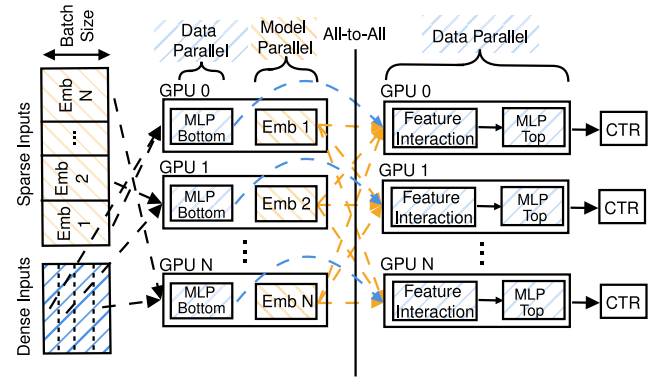 Batch
Size
Data
Parallel
Model
Parallel
All-to-All
Data Parallel
Sparse Inputs
Emb
N
...
Emb
2
Emb
1
Dense Inputs
GPU 0
MLP
Bottom
Emb 1
GPU 1
MLP
Bottom
Emb 2
GPU N
MLP
Bottom
Emb N
GPU 0
Feature
Interaction
MLP
Top
CTR
GPU 1
Feature
Interaction
MLP
Top
CTR
GPU N
Feature
Interaction
MLP
Top
CTR